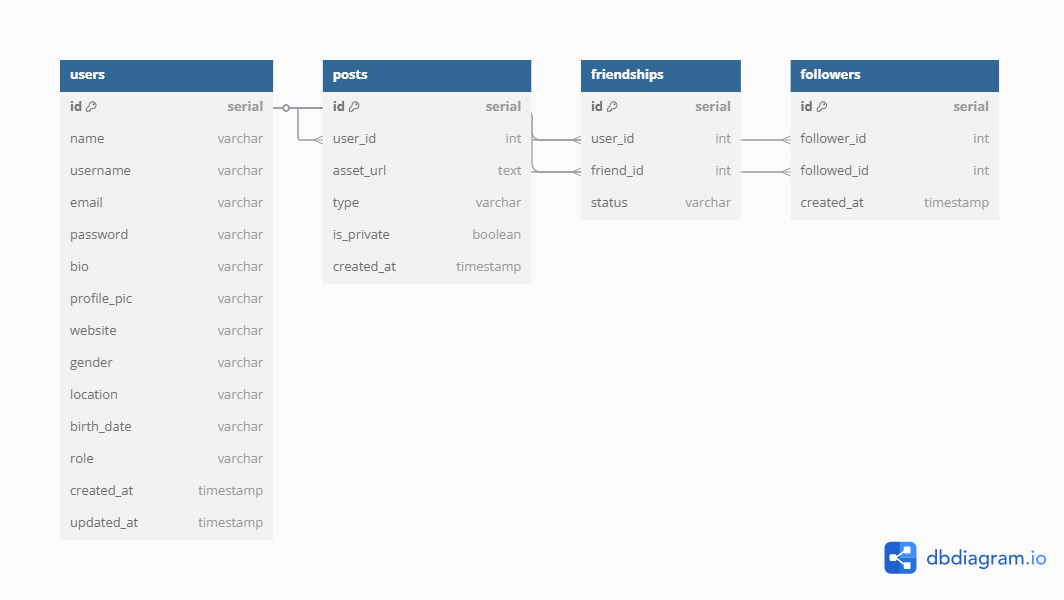 users
id serial
name varchar
username varchar
email varchar
password varchar
bio varchar
profile_pic varchar
website varchar
gender varchar
location varchar
birth_date varchar
role varchar
created_at timestamp
updated_at timestamp
posts
id serial
user_id int
asset_url text
type varchar
is_private boolean
created_at timestamp
friendships
id serial
user_id int
friend_id int
status varchar
followers
id serial
follower_id int
followed_id int
created_at timestamp
dbdiagram.io